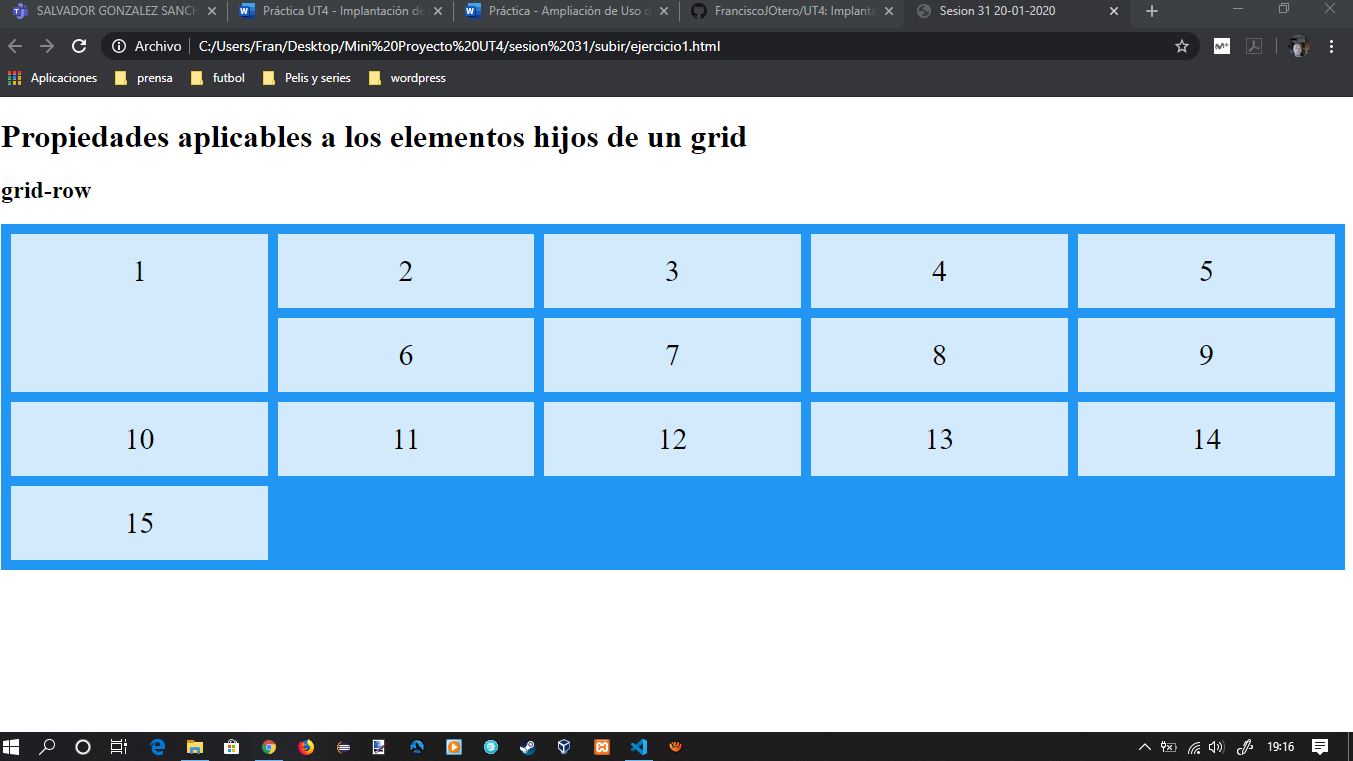 SALVADOR GONZALEZ SANCH
Práctica UT4 - Implantación de
Práctica - Ampliación de Uso d
FranciscoJOtero/UT4: Implanta
Sesion 31 20-01-2020
Archivo
C:/Users/Fran/Desktop/Mini%20Proyecto%20UT4/sesion%2031/subir/ejercicio1.html
Aplicaciones
prensa
futbol
Pelis y series
wordpress
Propiedades aplicables a los elementos hijos de un grid
grid-row
1 2 3 4 5
6 7 8 9
10 11 12 13 14
15
19:16